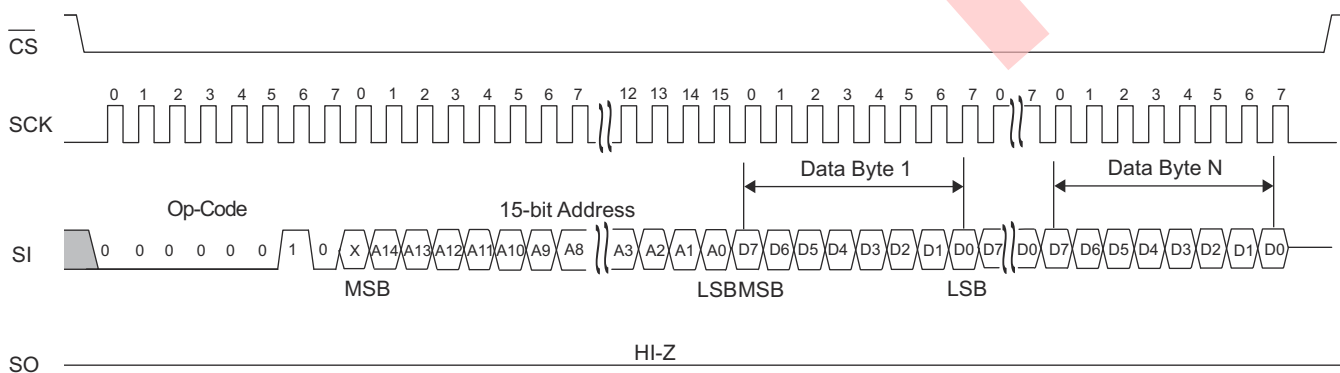 CS
0 1 2 3 4 5 6 7 0 1 2 3 4 5 6 7 12 13 14 15 0 1 2 3 4 5 6 7 0 7 0 1 2 3 4 5 6 7
SCK
Data Byte 1 Data Byte N
Op-Code 15-bit Address
SI 0 0 0 0 0 0 1 0 X A14 A13 A12 A11 A10 A9 A8 A3 A2 A1 A0 D7 D6 D5 D4 D3 D2 D1 D0 D7 D0 D7 D6 D5 D4 D3 D2 D1 D0
MSB LSB MSB LSB
HI-Z
SO